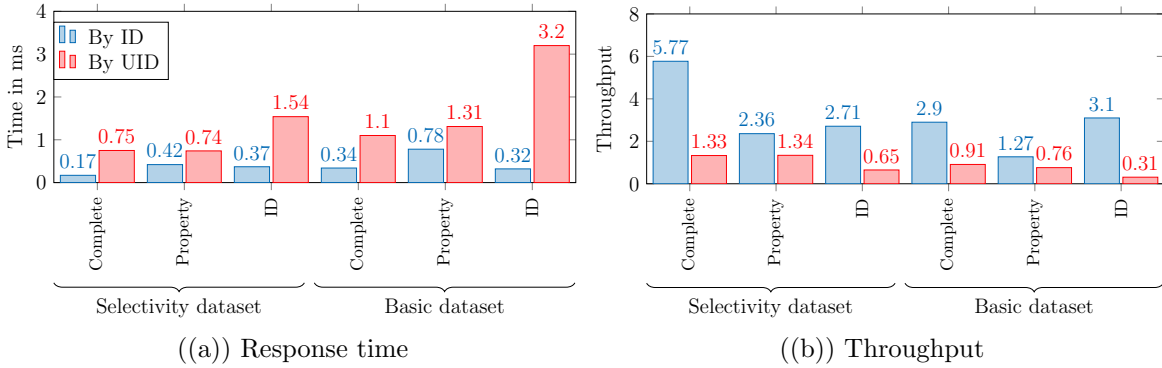 4
3
2
1
0
Time in ms
By ID
By UID
0.17
0.75
0.42
0.74
0.37
1.54
0.34
1.1
0.78
1.31
0.32
3.2
Complete
Property
ID
Complete
Property
ID
Selectivity dataset
Basic dataset
((a)) Response time
8
6
4
2
0
Throughput
5.77
1.33
2.36
1.34
2.71
0.65
2.9
0.91
1.27
0.76
3.1
0.31
Complete
Property
ID
Complete
Property
ID
Selectivity dataset
Basic dataset
((b)) Throughput